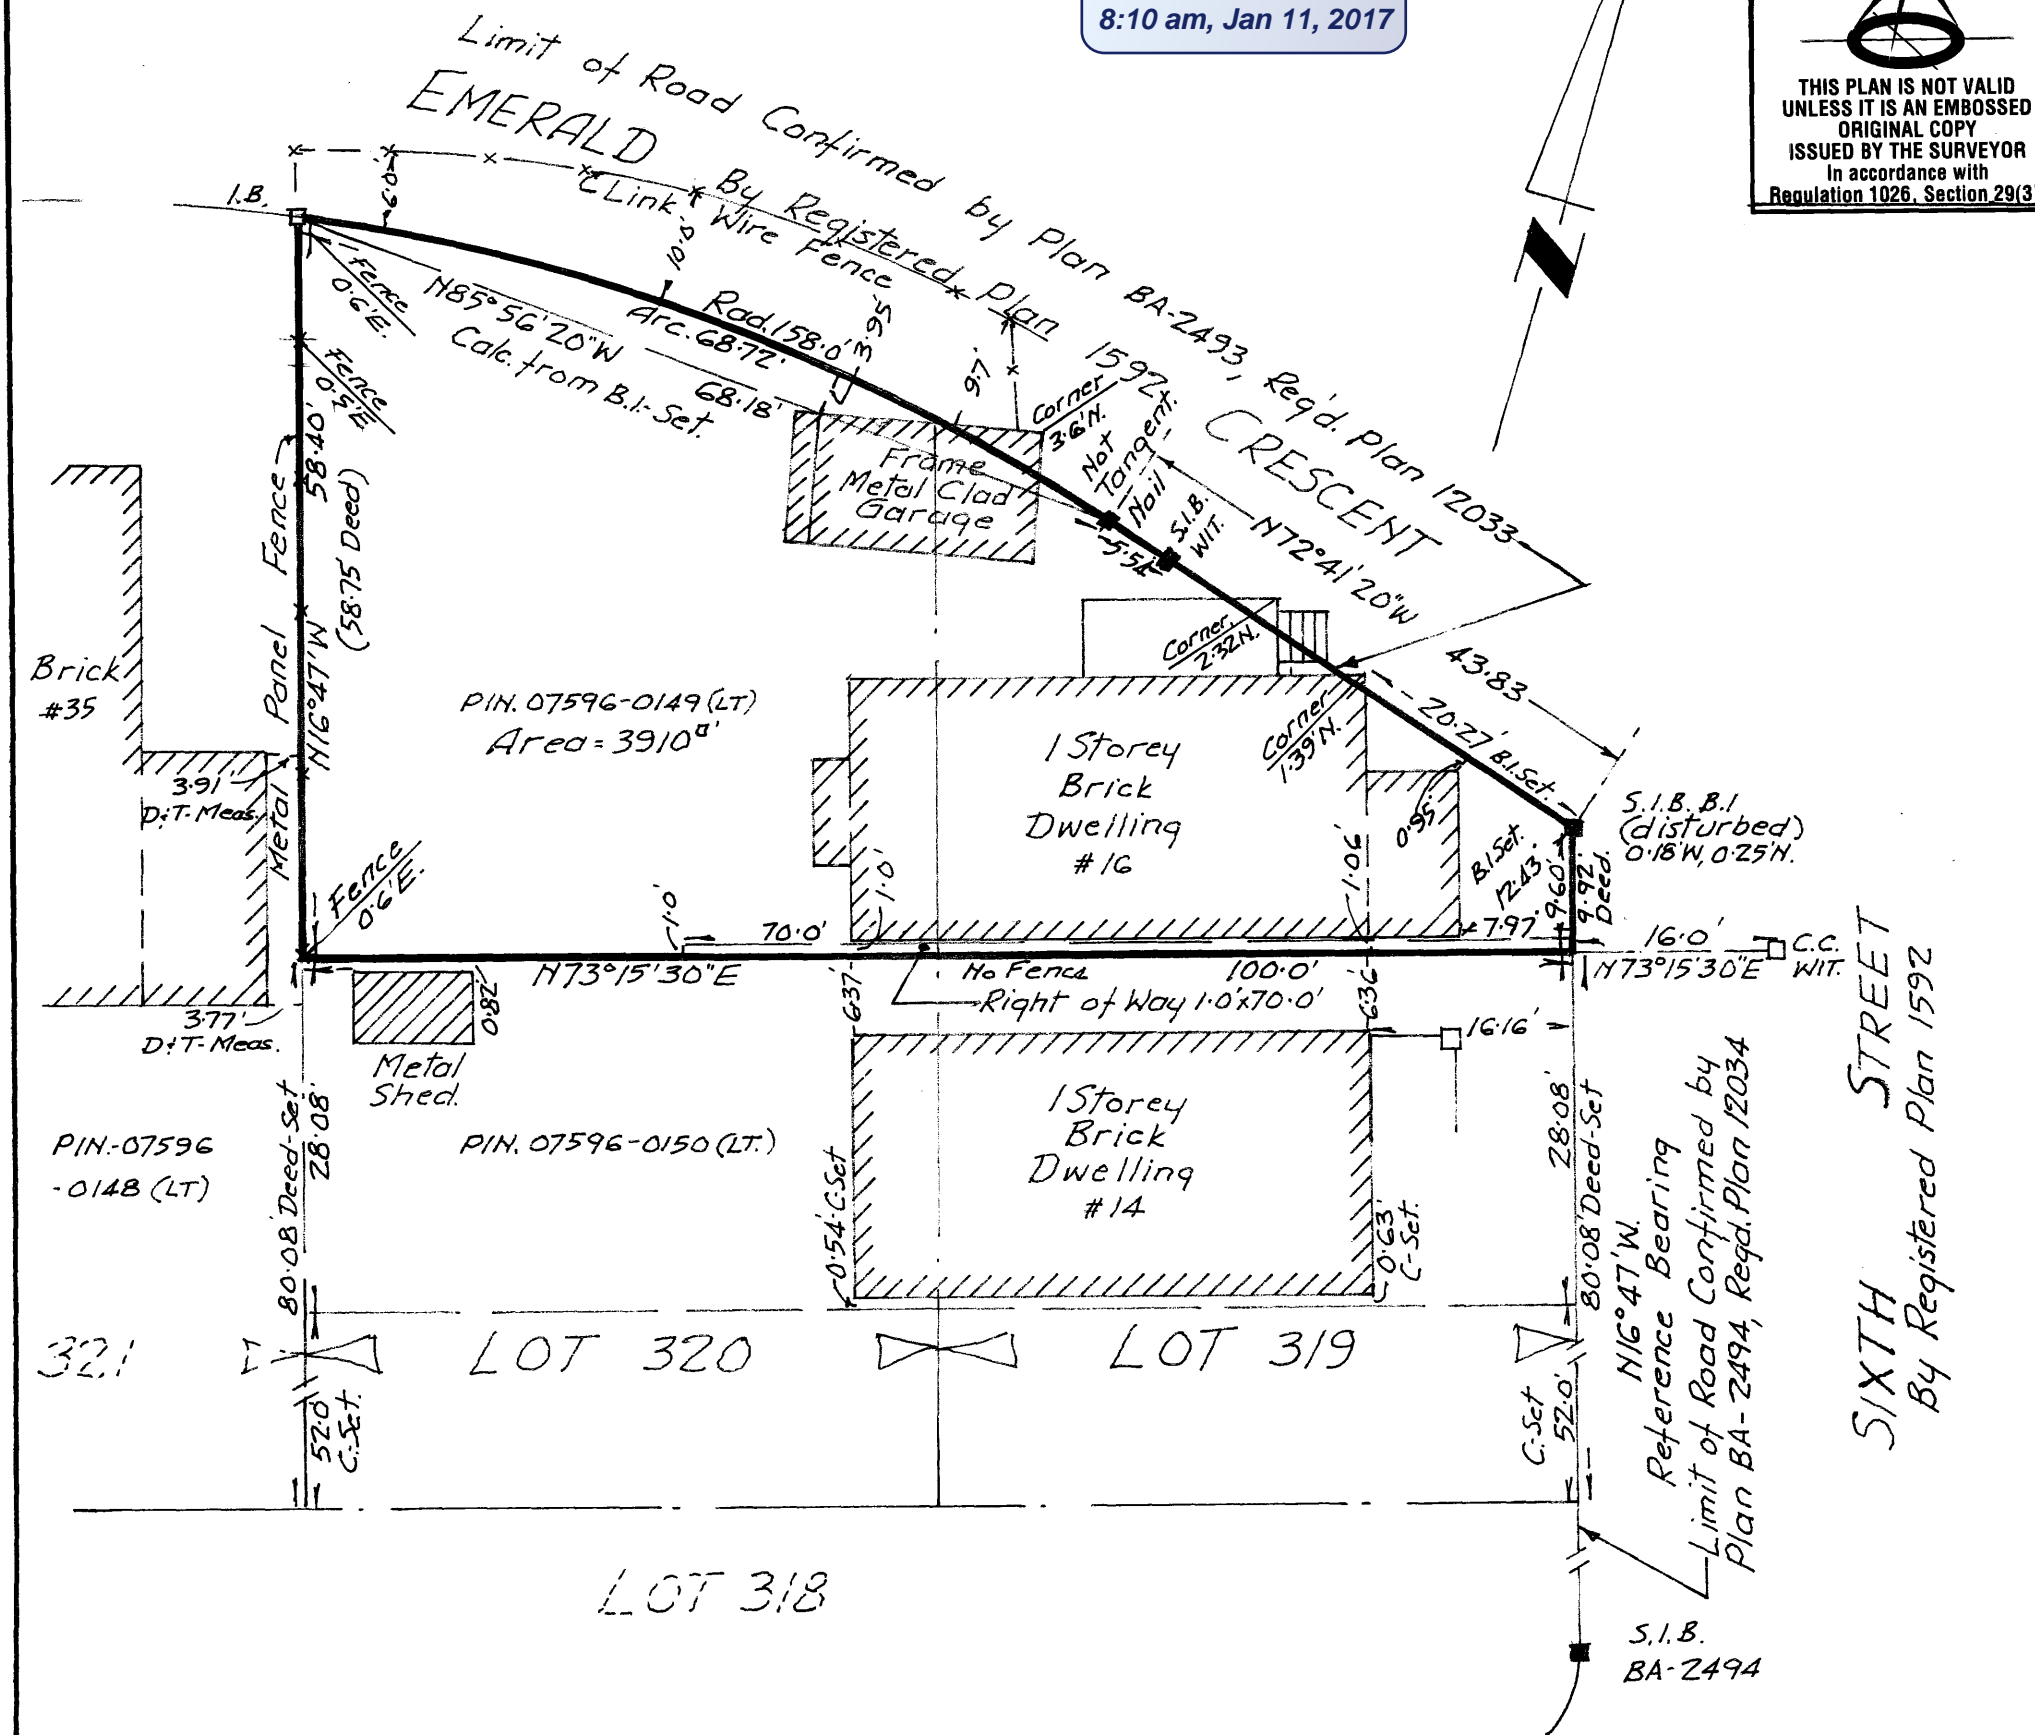 8:10 am, Jan 11, 2017
THIS PLAN IS NOT VALID
UNLESS IT IS AN EMBOSSED
ORIGINAL COPY
ISSUED BY THE SURVEYOR
In accordance with
Regulation 1026, Section 29(3
Limit of Road Confirmed by Plan BA-2493, Reg'd. Plan 12033
EMERALD
By Registered Plan 1592
CRESCENT
I.B.
6.0'
C Link Wire Fence
10.0'
Fence
0.6'E.
Fence
0.5'E
N85°56'20"W
68.18'
Calc. from B.I.-Set.
Rad. 158.0'
Arc. 68.72'
3.95'
9.7'
Corner
3.6'N.
Not
Tangent.
Nail
S.I.B.
WIT.
5.54'
N72°41'20"W
43.83
Frame
Metal Clad
Garage
58.40'
(58.75 Deed)
N16°47'W
Metal Panel Fence
Brick
#35
3.91'
D.T.-Meas.
PIN. 07596-0149 (LT)
Area = 3910□'
Corner.
2.32N.
Corner
1.39'N.
20.27' B.I.Set.
1 Storey
Brick
Dwelling
#16
0.95'
S.I.B. B.I
(disturbed)
0.18'W, 0.25'N.
B.I.Set.
12.43'
9.60'
9.92'
Deed.
Fence
0.6'E.
1.0'
70.0'
1.0'
1.06'
7.97'
16.0'
C.C.
WIT.
N73°15'30"E
N73°15'30"E
No Fence
100.0'
Right of Way 1.0'x70.0'
6.37'
6.36'
16.16'
0.82'
3.77'
D.T-Meas.
Metal
Shed.
PIN.-07596
-0148 (LT)
80.08'Deed-Set
28.08'
PIN. 07596-0150 (LT.)
1 Storey
Brick
Dwelling
#14
0.54'-C-Set
0.63'
C-Set.
28.08'
80.08'Deed-Set
321
LOT 320
LOT 319
52.0'
C.-Set.
C.-Set
52.0'
N16°47'W.
Reference Bearing
Limit of Road Confirmed by
Plan BA-2494, Regd. Plan 12034
SIXTH STREET
By Registered Plan 1592
LOT 318
S.I.B.
BA-2494